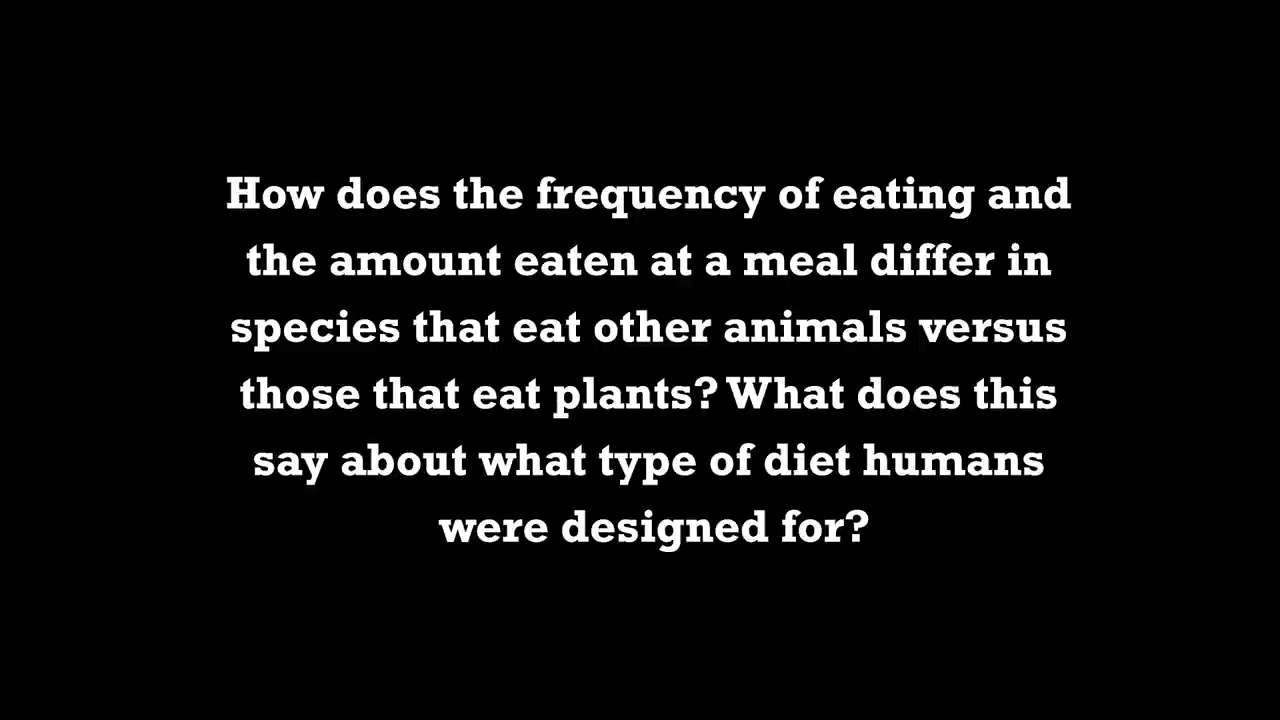 How does the frequency of eating and
the amount eaten at a meal differ in
species that eat other animals versus
those that eat plants? What does this
say about what type of diet humans
were designed for?